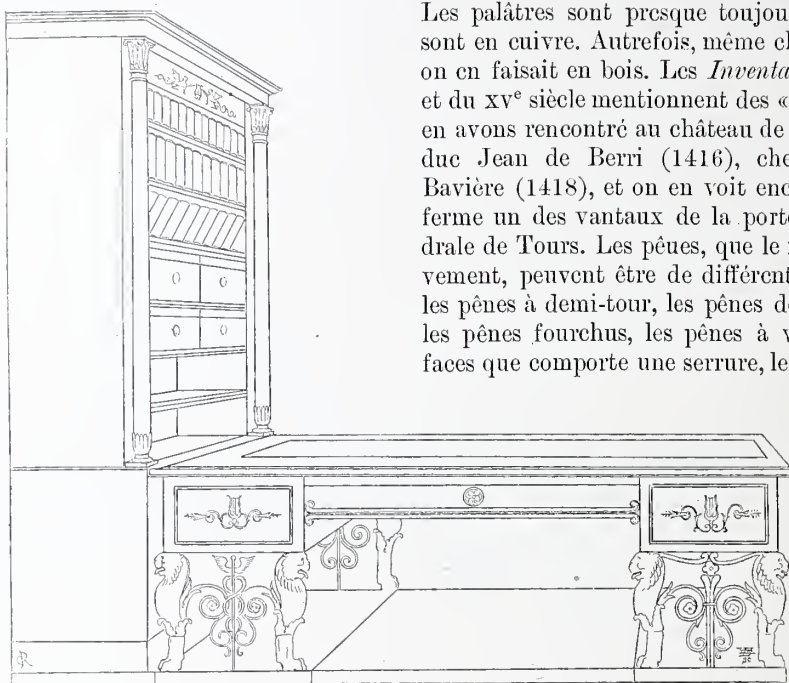 Les palâtres sont presque toujou
sont en cuivre. Autrefois, même cl
on en faisait en bois. Les Inventa
et du XVe siècle mentionnent des «
en avons rencontré au château de
duc Jean de Berri (1416), che
Bavière (1418), et on en voit enc
ferme un des vantaux de la porte
drale de Tours. Les pêues, que le
vement, peuvent être de différent
les pênes à demi-tour, les pênes d
les pênes fourchus, les pênes à v
faces que comporte une serrure, le